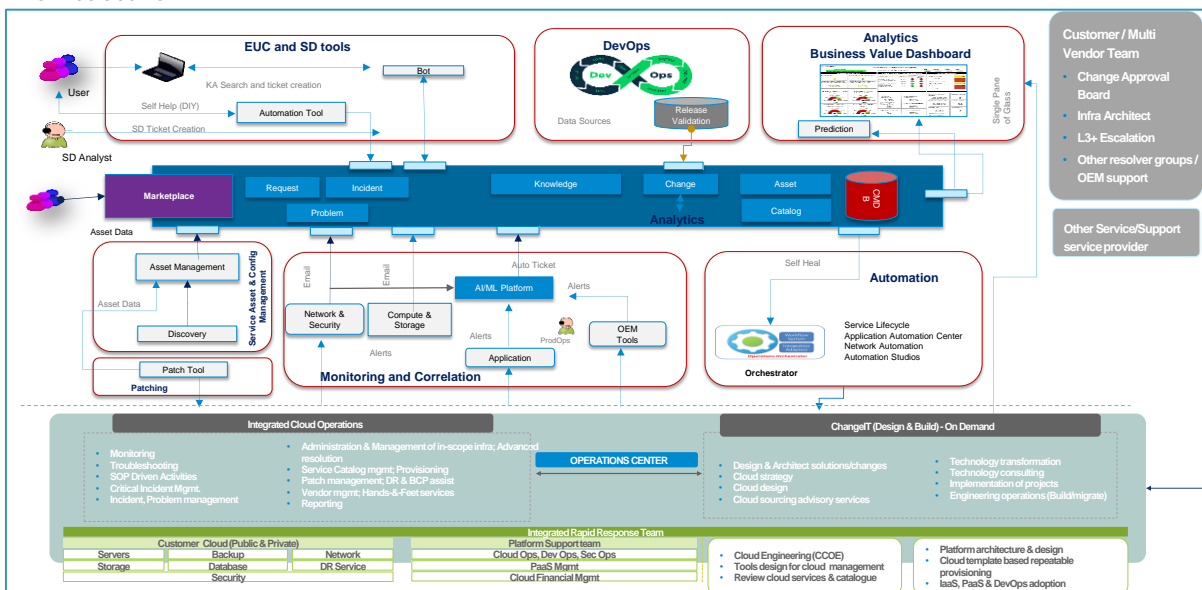 EUC and SD tools
User
KA Search and ticket creation
Bot
Self Help (DIY)
Automation Tool
SD Ticket Creation
SD Analyst
DevOps
Dev
Ops
Data Sources
Release
Validation
Analytics
Business Value Dashboard
Prediction
Single Pane
of Glass
Customer / Multi
Vendor Team
• Change Approval
Board
• Infra Architect
• L3+ Escalation
• Other resolver groups /
OEM support
Other Service/Support
service provider
Marketplace
Request
Incident
Problem
Knowledge
Change
Analytics
Asset
Catalog
CMD
B
Asset Data
Asset Management
Asset Data
Discovery
Service Asset & Config
Management
Patch Tool
Patching
Email
Email
Auto Ticket
AI/ML Platform
Alerts
Network &
Security
Compute &
Storage
ProdOps
OEM
Tools
Alerts
Alerts
Application
Monitoring and Correlation
Self Heal
Automation
Workflow
System
Integration
Adapters
Operations Orchestrator
Orchestrator
Service Lifecycle
Application Automation Center
Network Automation
Automation Studios
Integrated Cloud Operations
• Monitoring
• Troubleshooting
• SOP Driven Activities
• Critical Incident Mgmt.
• Incident, Problem management
• Administration & Management of in-scope infra; Advanced
resolution
• Service Catalog mgmt; Provisioning
• Patch management; DR & BCP assist
• Vendor mgmt; Hands-&-Feet services
• Reporting
OPERATIONS CENTER
ChangeIT (Design & Build) - On Demand
• Design & Architect solutions/changes
• Cloud strategy
• Cloud design
• Cloud sourcing advisory services
• Technology transformation
• Technology consulting
• Implementation of projects
• Engineering operations (Build/migrate)
Integrated Rapid Response Team
Customer Cloud (Public & Private)
Servers
Backup
Network
Storage
Database
DR Service
Security
Platform Support team
Cloud Ops, Dev Ops, Sec Ops
PaaS Mgmt
Cloud Financial Mgmt
• Cloud Engineering (CCOE)
• Tools design for cloud management
• Review cloud services & catalogue
• Platform architecture & design
• Cloud template based repeatable
provisioning
• IaaS, PaaS & DevOps adoption